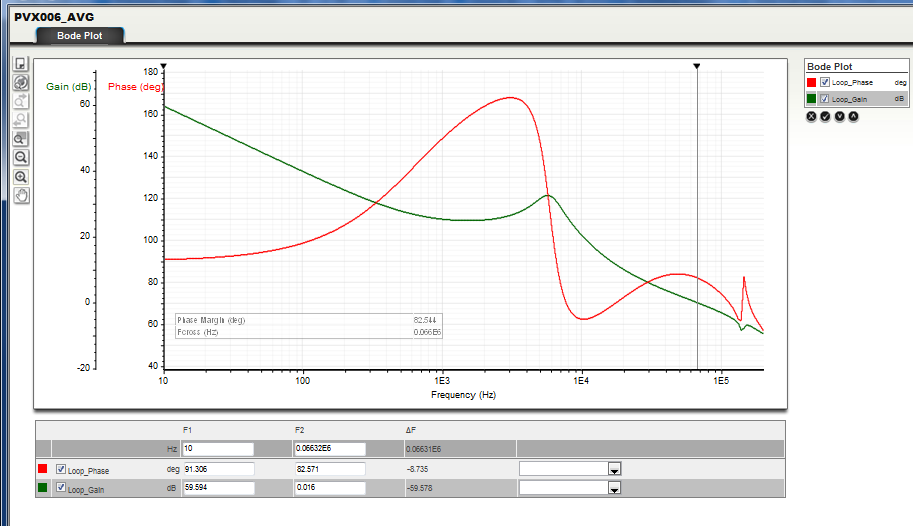 PVX006_AVG
Bode Plot
Gain (dB)
Phase (deg)
180
160
140
120
100
80
60
40
60
40
20
0
-20
Phase Margin (deg) 82.544
Fcross (Hz) 0.066E6
10 100 1E3 1E4 1E5
Frequency (Hz)
Bode Plot
Loop_Phase deg
Loop_Gain dB
F1 F2 ΔF
Hz 10 0.06632E6 0.06631E6
Loop_Phase deg 91.306 82.571 -8.735
Loop_Gain dB 59.594 0.016 -59.578